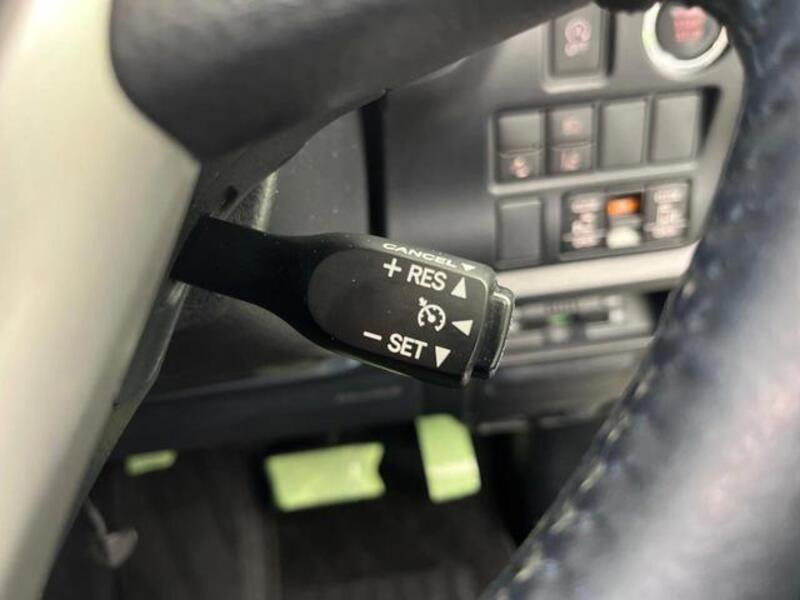 CANCEL ▼
+ RES ▲
◀
− SET ▼